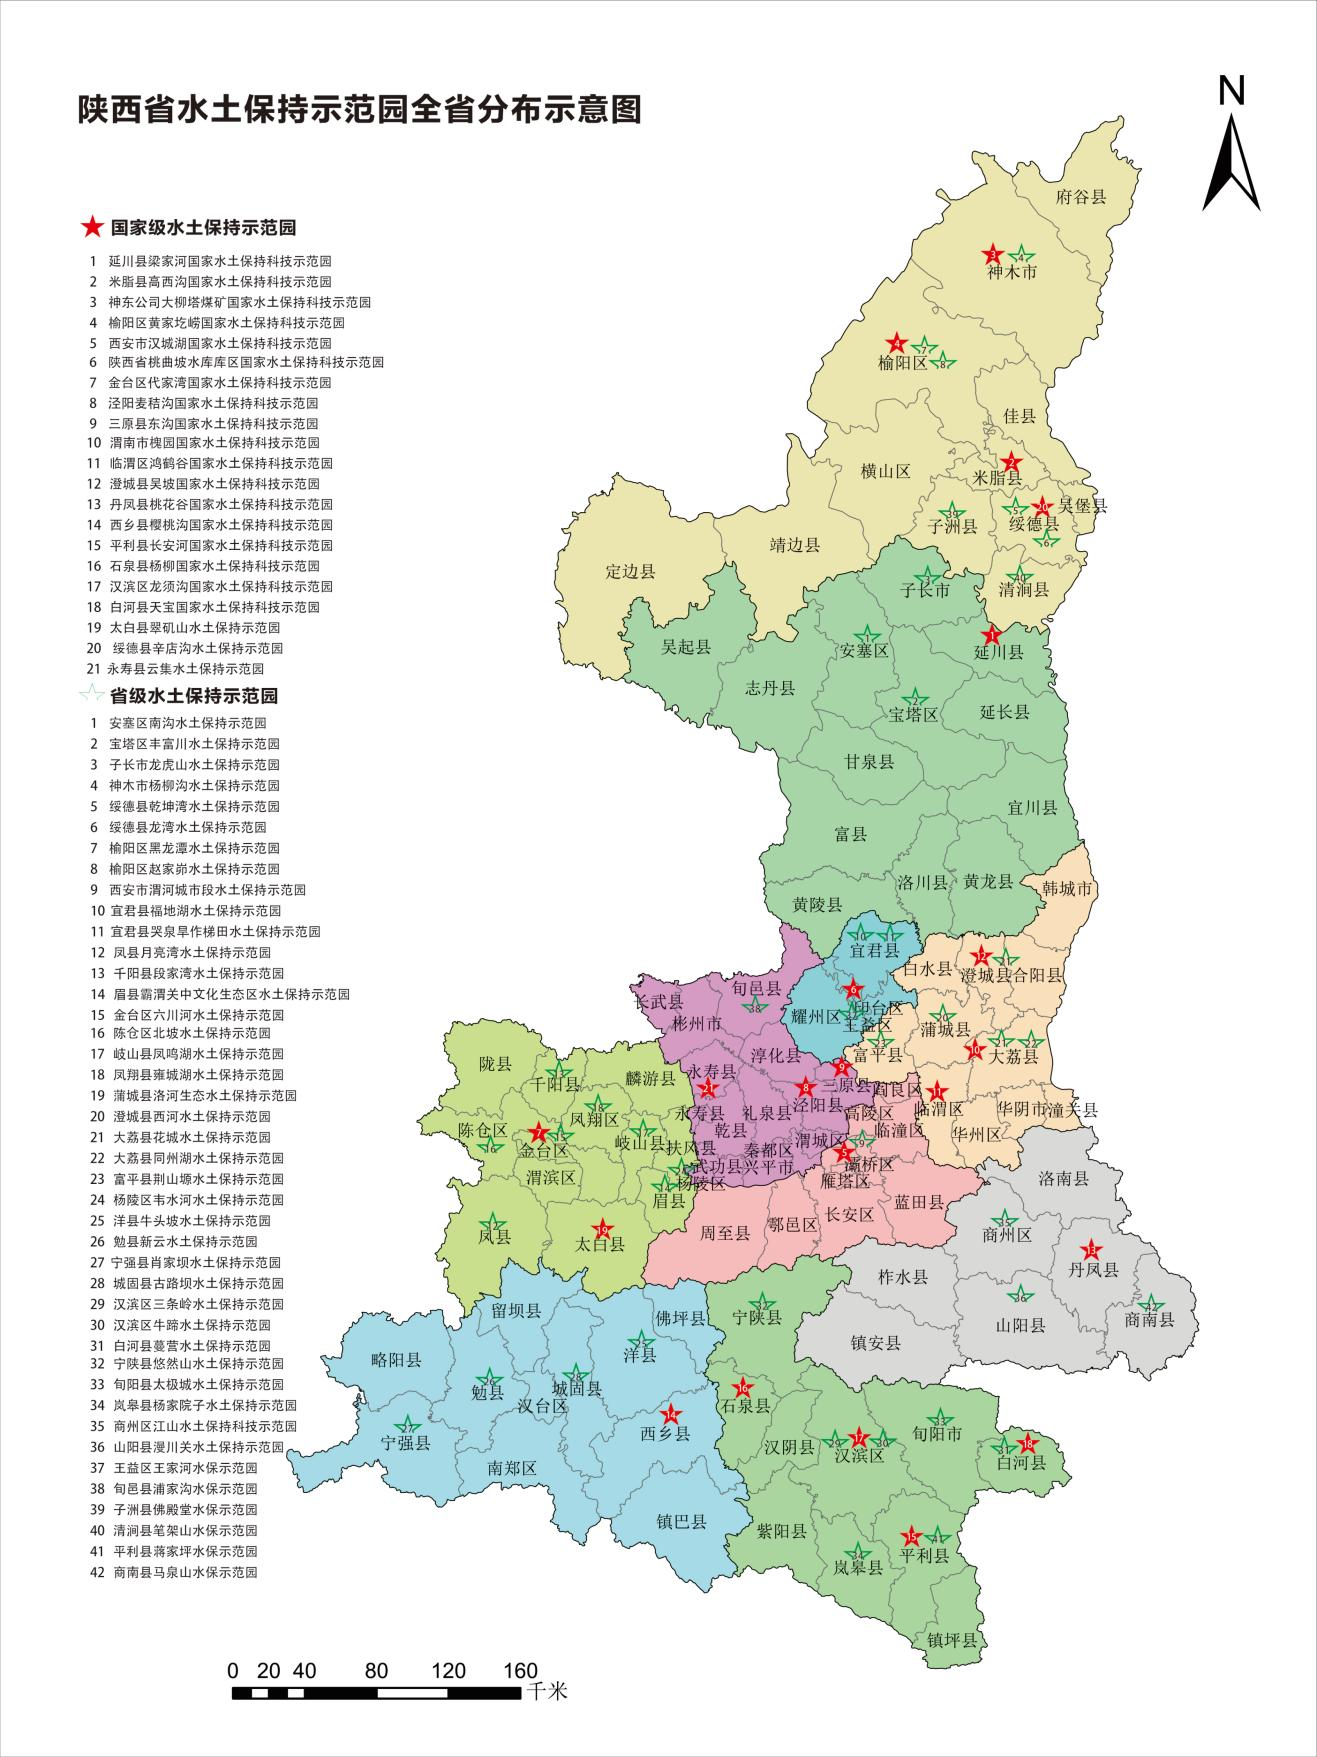 陕西省水土保持示范园全省分布示意图
N
国家级水土保持示范园
1 延川县梁家河国家水土保持科技示范园
2 米脂县高西沟国家水土保持科技示范园
3 神东公司大柳塔煤矿国家水土保持科技示范园
4 榆阳区黄家圪崂国家水土保持科技示范园
5 西安市汉城湖国家水土保持科技示范园
6 陕西省桃曲坡水库库区国家水土保持科技示范园
7 金台区代家湾国家水土保持科技示范园
8 泾阳麦秸沟国家水土保持科技示范园
9 三原县东沟国家水土保持科技示范园
10 渭南市槐园国家水土保持科技示范园
11 临渭区鸿鹤谷国家水土保持科技示范园
12 澄城县吴坡国家水土保持科技示范园
13 丹凤县桃花谷国家水土保持科技示范园
14 西乡县樱桃沟国家水土保持科技示范园
15 平利县长安河国家水土保持科技示范园
16 石泉县杨柳国家水土保持科技示范园
17 汉滨区龙须沟国家水土保持科技示范园
18 白河县天宝国家水土保持科技示范园
19 太白县翠矶山水土保持示范园
20 绥德县辛店沟水土保持示范园
21 永寿县云集水土保持示范园
省级水土保持示范园
1 安塞区南沟水土保持示范园
2 宝塔区丰富川水土保持示范园
3 子长市龙虎山水土保持示范园
4 神木市杨柳沟水土保持示范园
5 绥德县乾坤湾水土保持示范园
6 绥德县龙湾水土保持示范园
7 榆阳区黑龙潭水土保持示范园
8 榆阳区赵家峁水土保持示范园
9 西安市渭河城市段水土保持示范园
10 宜君县福地湖水土保持示范园
11 宜君县哭泉旱作梯田水土保持示范园
12 凤县月亮湾水土保持示范园
13 千阳县段家湾水土保持示范园
14 眉县霸渭关中文化生态区水土保持示范园
15 金台区六川河水土保持示范园
16 陈仓区北坡水土保持示范园
17 岐山县凤鸣湖水土保持示范园
18 凤翔县雍城湖水土保持示范园
19 蒲城县洛河生态水土保持示范园
20 澄城县西河水土保持示范园
21 大荔县花城水土保持示范园
22 大荔县同州湖水土保持示范园
23 富平县荆山塬水土保持示范园
24 杨陵区韦水河水土保持示范园
25 洋县牛头坡水土保持示范园
26 勉县新云水土保持示范园
27 宁强县肖家坝水土保持示范园
28 城固县古路坝水土保持示范园
29 汉滨区三条岭水土保持示范园
30 汉滨区牛蹄水土保持示范园
31 白河县蔓营水土保持示范园
32 宁陕县悠然山水土保持示范园
33 旬阳县太极城水土保持示范园
34 岚皋县杨家院子水土保持示范园
35 商州区江山水土保持科技示范园
36 山阳县漫川关水土保持示范园
37 王益区王家河水保示范园
38 旬邑县浦家沟水保示范园
39 子洲县佛殿堂水保示范园
40 清涧县笔架山水保示范园
41 平利县蒋家坪水保示范园
42 商南县马泉山水保示范园
府谷县
3 4
神木市
4 7
榆阳区 8
佳县
横山区
2
米脂县
39 5 20 吴堡县
子洲县 绥德县
6
靖边县
定边县
3 40
子长市 清涧县
吴起县
1 1
安塞区 延川县
志丹县
2
宝塔区 延长县
甘泉县
宜川县
富县
洛川县 黄龙县 韩城市
黄陵县
10 11
宜君县
12
白水县 澄城县 合阳县
6
旬邑县
38
长武县
彬州市
耀州区 印台区
王益区
20
蒲城县
21 22
10 大荔县
富平县
淳化县
陇县
千阳县
麟游县
永寿县
21
永寿县
9
三原县 阎良区
8
泾阳县
11
临渭区 华阴市 潼关县
18
凤翔区
礼泉县
高陵区
陈仓区
16
7
金台区
岐山县 扶风县
乾县
渭城区 临潼区
9
华州区
秦都区
5
灞桥区
渭滨区
武功县 兴平市
杨陵区
雁塔区
洛南县
眉县
蓝田县
凤县
19
太白县
周至县
鄠邑区 长安区
35
商州区
13
丹凤县
柞水县
36
山阳县
42
商南县
留坝县
佛坪县
32
宁陕县
镇安县
25
洋县
略阳县
26
勉县
28
城固县
汉台区
16
石泉县
14
西乡县
27
宁强县
南郑区
汉阴县
29 17 30
汉滨区
33
旬阳市
31 18
白河县
镇巴县
紫阳县
34
岚皋县
15 41
平利县
镇坪县
0 20 40 80 120 160
千米